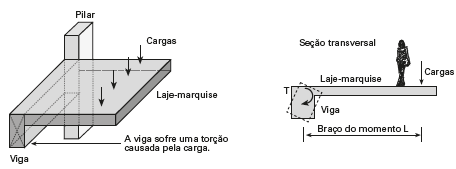 Pilar
Cargas
Laje-marquise
A viga sofre uma torção
causada pela carga.
Viga
Seção transversal
Cargas
Laje-marquise
T
Viga
Braço do momento L